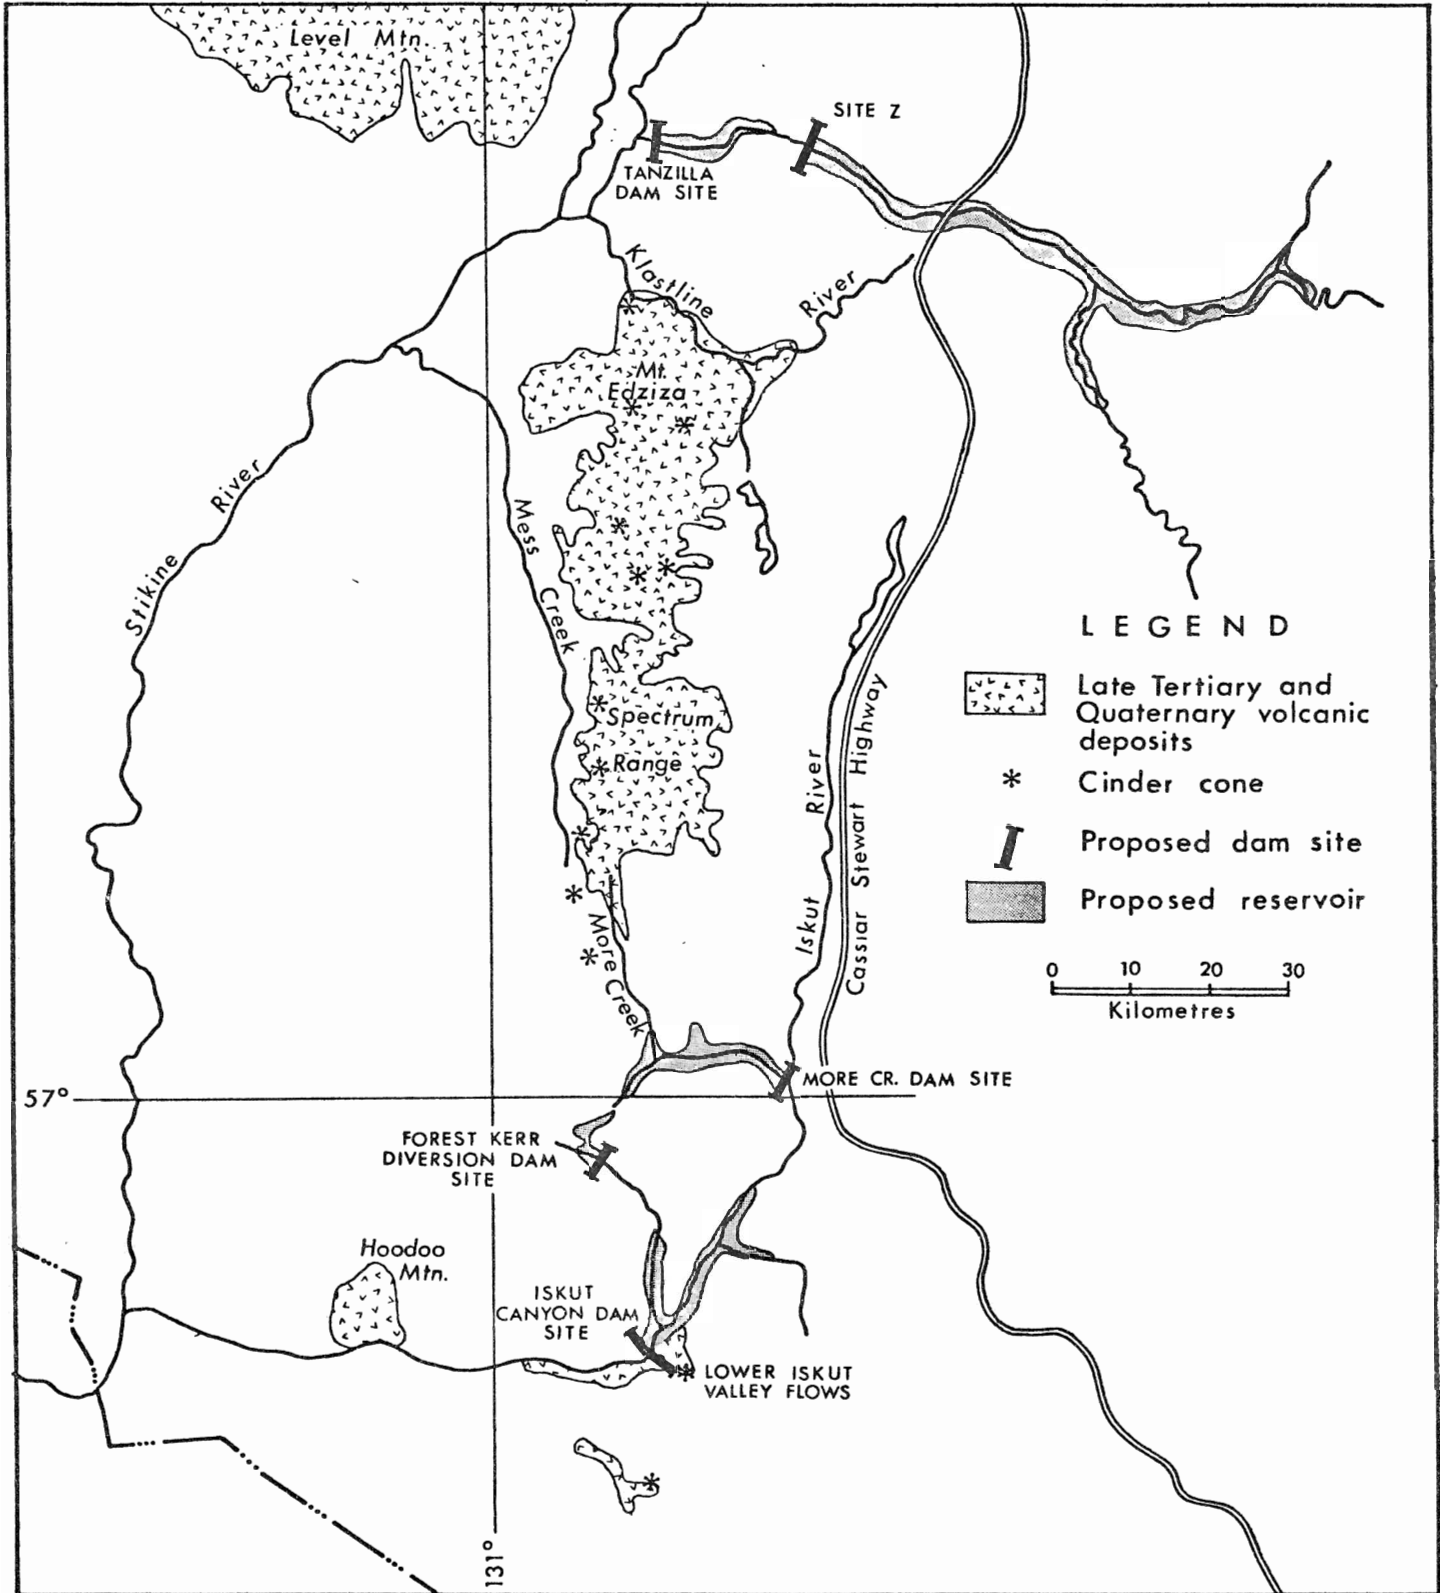 Level Mtn.
SITE Z
TANZILLA
DAM SITE
Klastline River
Mt.
Edziza
Stikine River
Mess Creek
LEGEND
Late Tertiary and
Quaternary volcanic
deposits
Cinder cone
Proposed dam site
Proposed reservoir
0 10 20 30
Kilometres
Spectrum
Range
Iskut River
Cassiar Stewart Highway
More Creek
MORE CR. DAM SITE
57°
FOREST KERR
DIVERSION DAM
SITE
Hoodoo
Mtn.
ISKUT
CANYON DAM
SITE
LOWER ISKUT
VALLEY FLOWS
131°